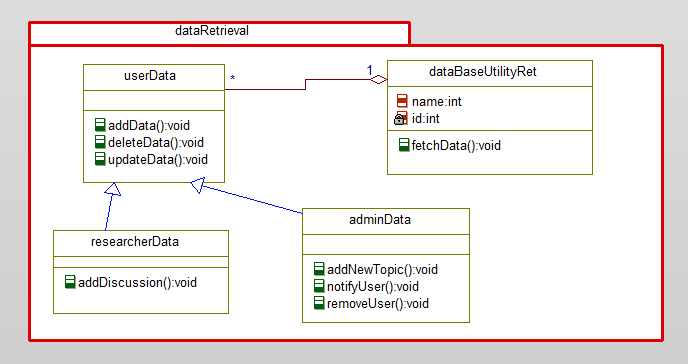 dataRetrieval
userData
addData():void
deleteData():void
updateData():void
*
1
dataBaseUtilityRet
name:int
id:int
fetchData():void
researcherData
addDiscussion():void
adminData
addNewTopic():void
notifyUser():void
removeUser():void